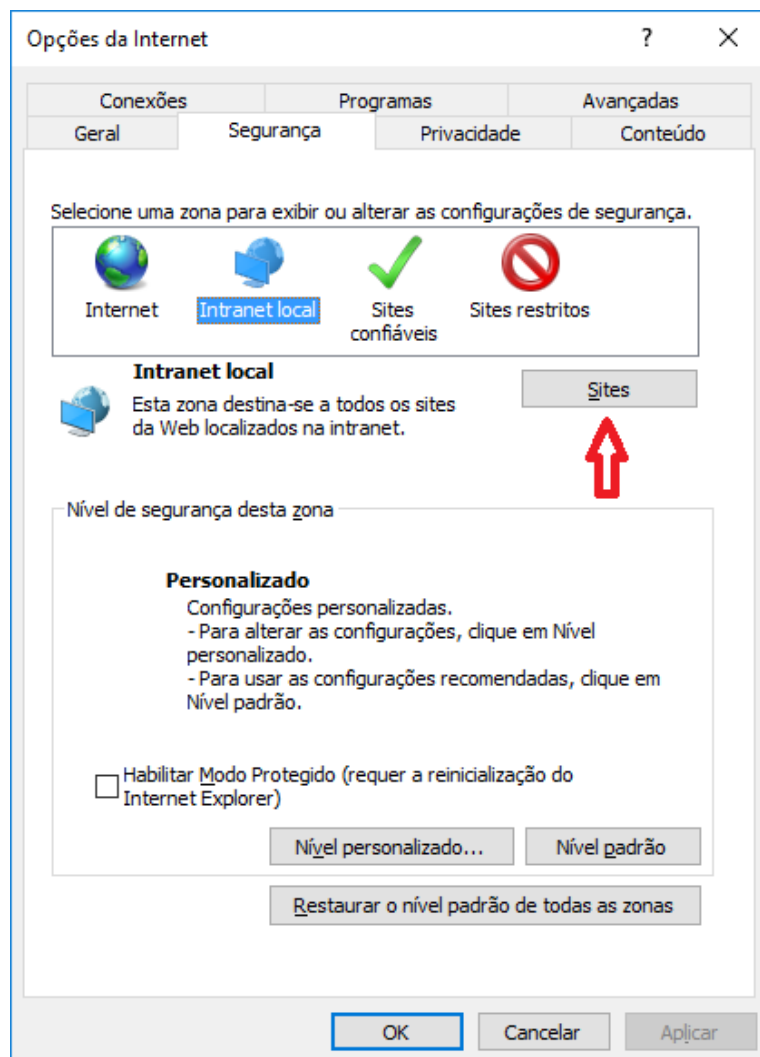 Opções da Internet
?
Conexões
Programas
Avançadas
Geral
Segurança
Privacidade
Conteúdo
Selecione uma zona para exibir ou alterar as configurações de segurança.
Internet
Intranet local
Sites
confiáveis
Sites restritos
Intranet local
Esta zona destina-se a todos os sites
da Web localizados na intranet.
Sites
Nível de segurança desta zona
Personalizado
Configurações personalizadas.
- Para alterar as configurações, clique em Nível
personalizado.
- Para usar as configurações recomendadas, clique em
Nível padrão.
Habilitar Modo Protegido (requer a reinicialização do
Internet Explorer)
Nível personalizado...
Nível padrão
Restaurar o nível padrão de todas as zonas
OK
Cancelar
Aplicar